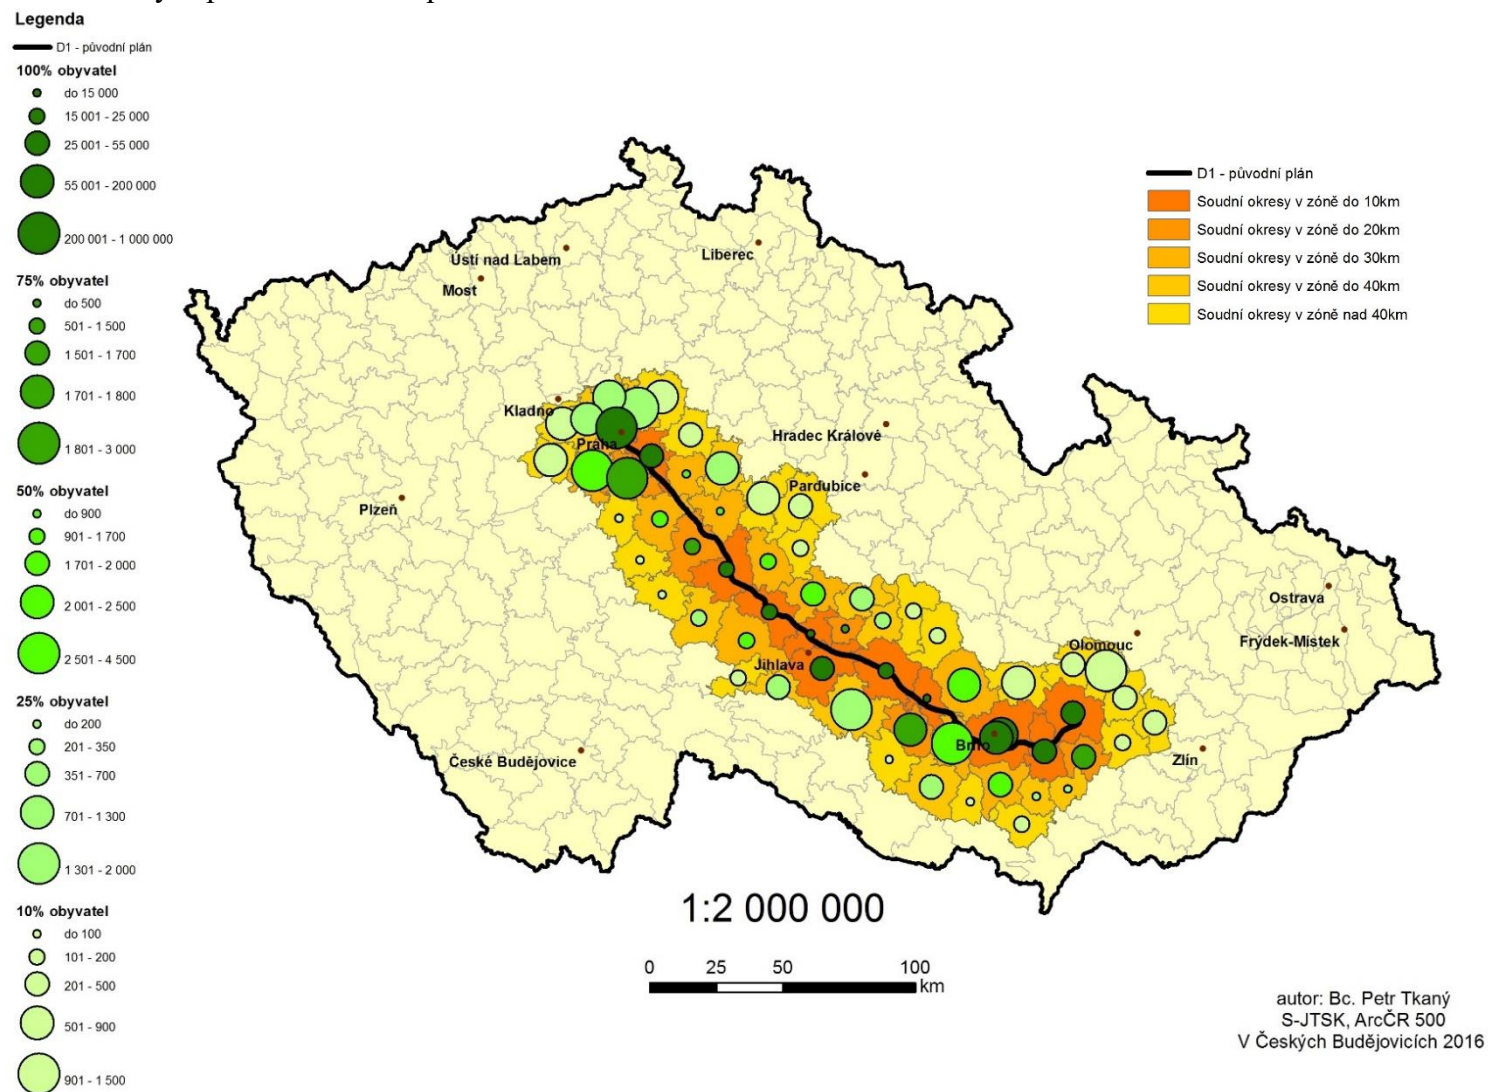 Legenda
D1 - původní plán
100% obyvatel
do 15 000
15 001 - 25 000
25 001 - 55 000
55 001 - 200 000
200 001 - 1 000 000
75% obyvatel
do 500
501 - 1 500
1 501 - 1 700
1 701 - 1 800
1 801 - 3 000
50% obyvatel
do 900
901 - 1 700
1 701 - 2 000
2 001 - 2 500
2 501 - 4 500
25% obyvatel
do 200
201 - 350
351 - 700
701 - 1 300
1 301 - 2 000
10% obyvatel
do 100
101 - 200
201 - 500
501 - 900
901 - 1 500
D1 - původní plán
Soudní okresy v zóně do 10km
Soudní okresy v zóně do 20km
Soudní okresy v zóně do 30km
Soudní okresy v zóně do 40km
Soudní okresy v zóně nad 40km
Ústí nad Labem
Liberec
Most
Kladno
Praha
Hradec Králové
Pardubice
Plzeň
Ostrava
Frýdek-Místek
Olomouc
Jihlava
Brno
Zlín
České Budějovice
1:2 000 000
0 25 50 100
km
autor: Bc. Petr Tkaný
S-JTSK, ArcČR 500
V Českých Budějovicích 2016